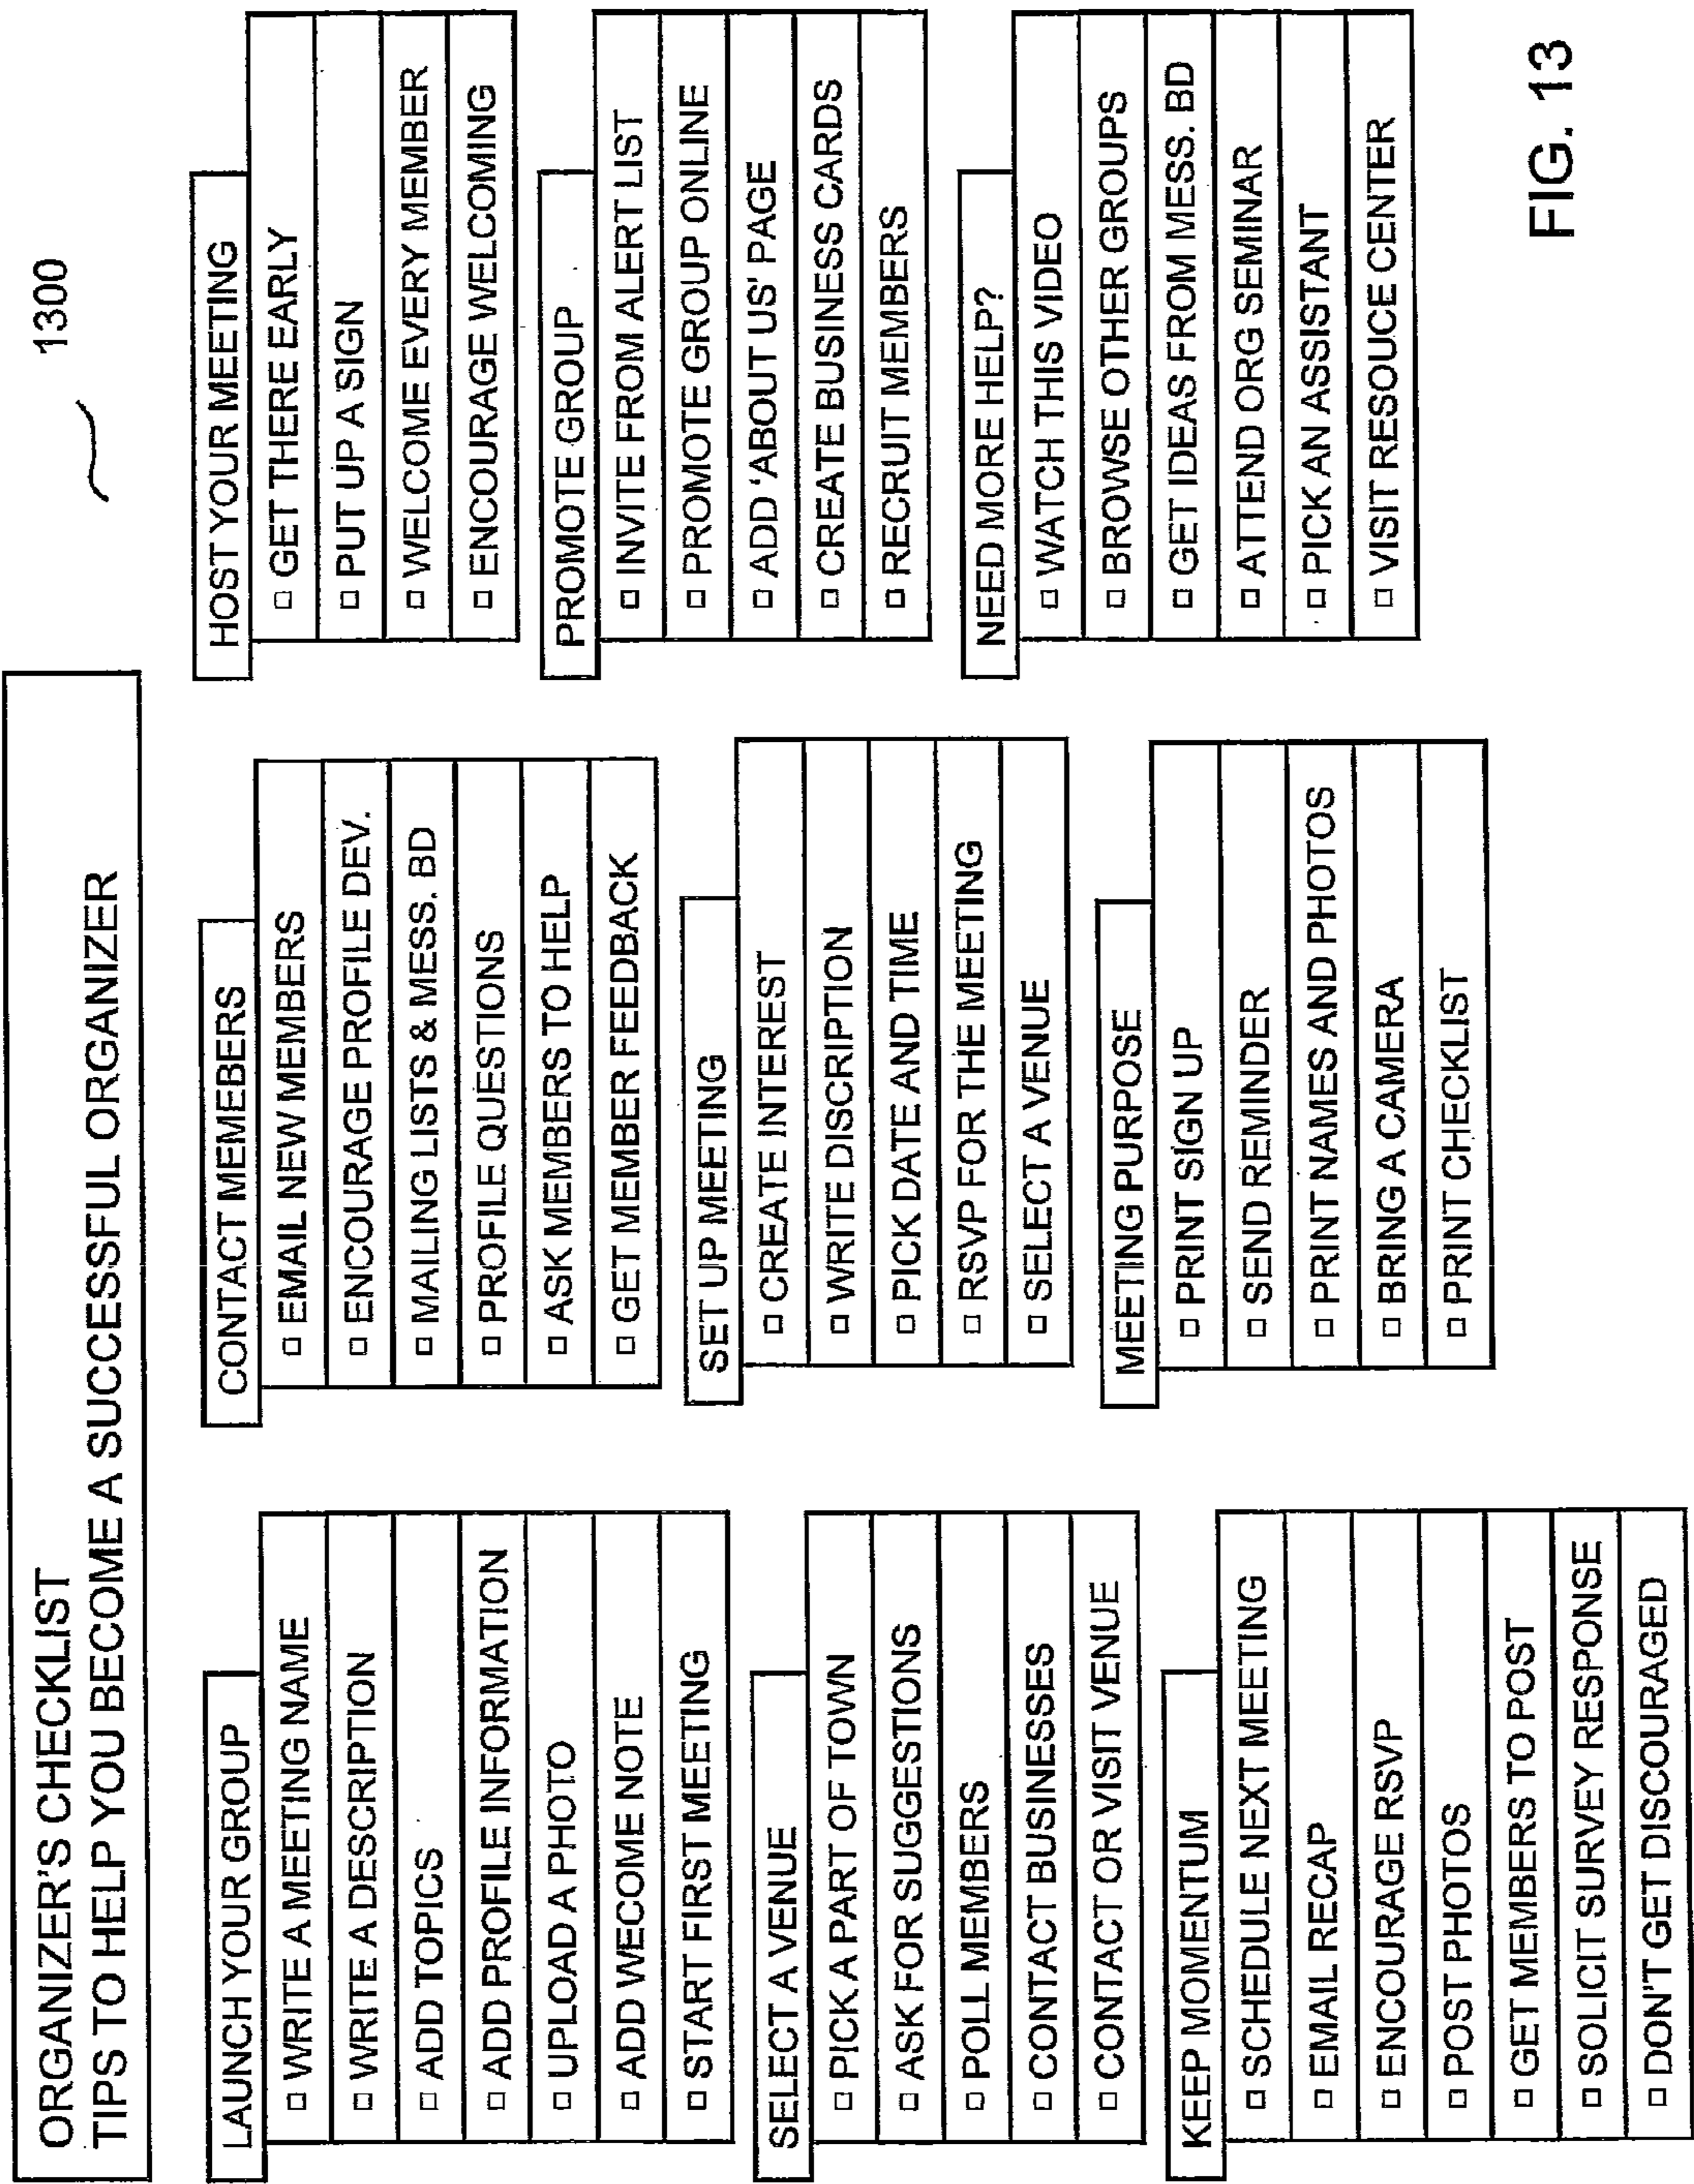 1300
ORGANIZER'S CHECKLIST
TIPS TO HELP YOU BECOME A SUCCESSFUL ORGANIZER
LAUNCH YOUR GROUP
WRITE A MEETING NAME
WRITE A DESCRIPTION
ADD TOPICS
ADD PROFILE INFORMATION
UPLOAD A PHOTO
ADD WECOME NOTE
START FIRST MEETING
SELECT A VENUE
PICK A PART OF TOWN
ASK FOR SUGGESTIONS
POLL MEMBERS
CONTACT BUSINESSES
CONTACT OR VISIT VENUE
KEEP MOMENTUM
SCHEDULE NEXT MEETING
EMAIL RECAP
ENCOURAGE RSVP
POST PHOTOS
GET MEMBERS TO POST
SOLICIT SURVEY RESPONSE
DON'T GET DISCOURAGED
CONTACT MEMEBERS
EMAIL NEW MEMBERS
ENCOURAGE PROFILE DEV.
MAILING LISTS & MESS. BD
PROFILE QUESTIONS
ASK MEMBERS TO HELP
GET MEMBER FEEDBACK
SET UP MEETING
CREATE INTEREST
WRITE DISCRIPTION
PICK DATE AND TIME
RSVP FOR THE MEETING
SELECT A VENUE
MEETING PURPOSE
PRINT SIGN UP
SEND REMINDER
PRINT NAMES AND PHOTOS
BRING A CAMERA
PRINT CHECKLIST
HOST YOUR MEETING
GET THERE EARLY
PUT UP A SIGN
WELCOME EVERY MEMBER
ENCOURAGE WELCOMING
PROMOTE GROUP
INVITE FROM ALERT LIST
PROMOTE GROUP ONLINE
ADD 'ABOUT US' PAGE
CREATE BUSINESS CARDS
RECRUIT MEMBERS
NEED MORE HELP?
WATCH THIS VIDEO
BROWSE OTHER GROUPS
GET IDEAS FROM MESS. BD
ATTEND ORG SEMINAR
PICK AN ASSISTANT
VISIT RESOUCE CENTER
FIG. 13